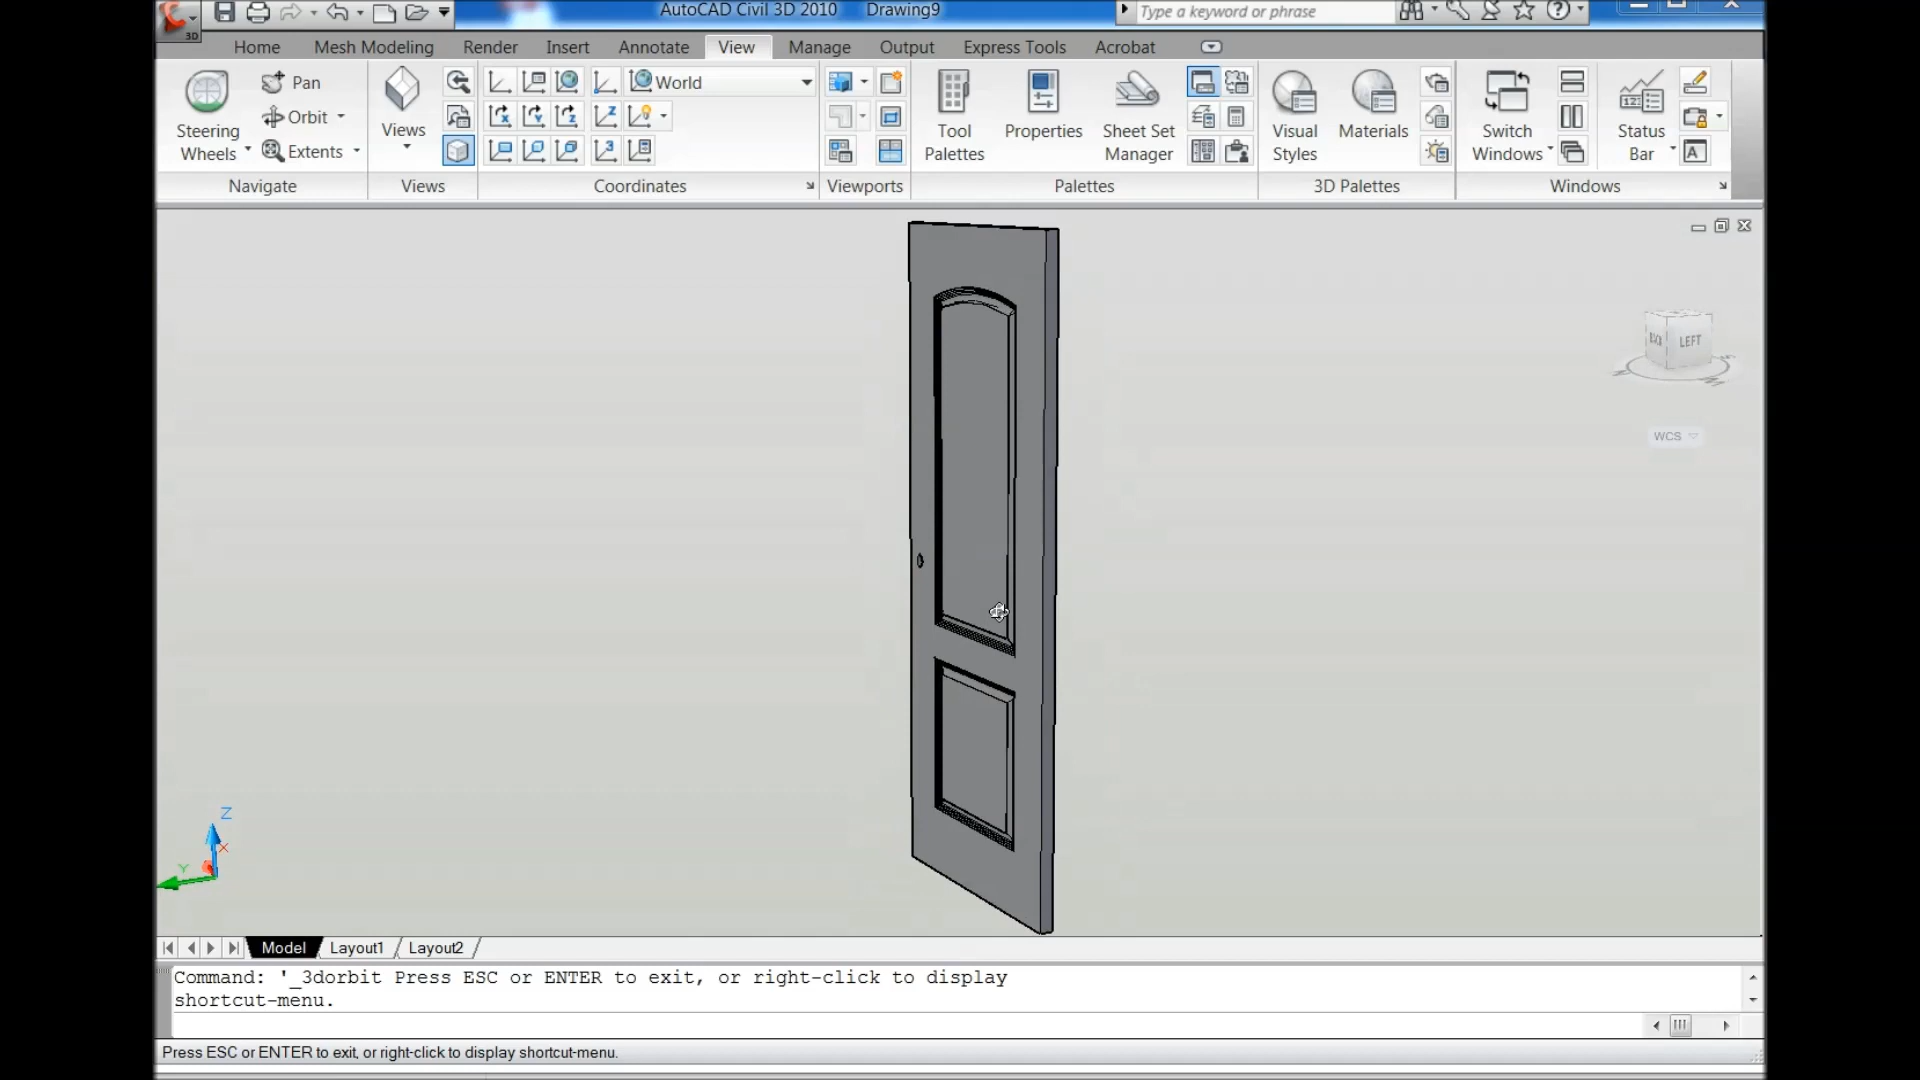 AutoCAD Civil 3D 2010 Drawing9
Type a keyword or phrase
3D
Home Mesh Modeling Render Insert Annotate View Manage Output Express Tools Acrobat
Pan
World
Orbit
Extents
Steering
Wheels
Views
Tool
Palettes
Properties
Sheet Set
Manager
Visual
Styles
Materials
Switch
Windows
Status
Bar
Navigate Views Coordinates Viewports Palettes 3D Palettes Windows
LEFT
WCS
Z
X
Y
Model Layout1 Layout2
Command: '_3dorbit Press ESC or ENTER to exit, or right-click to display
shortcut-menu.
Press ESC or ENTER to exit, or right-click to display shortcut-menu.